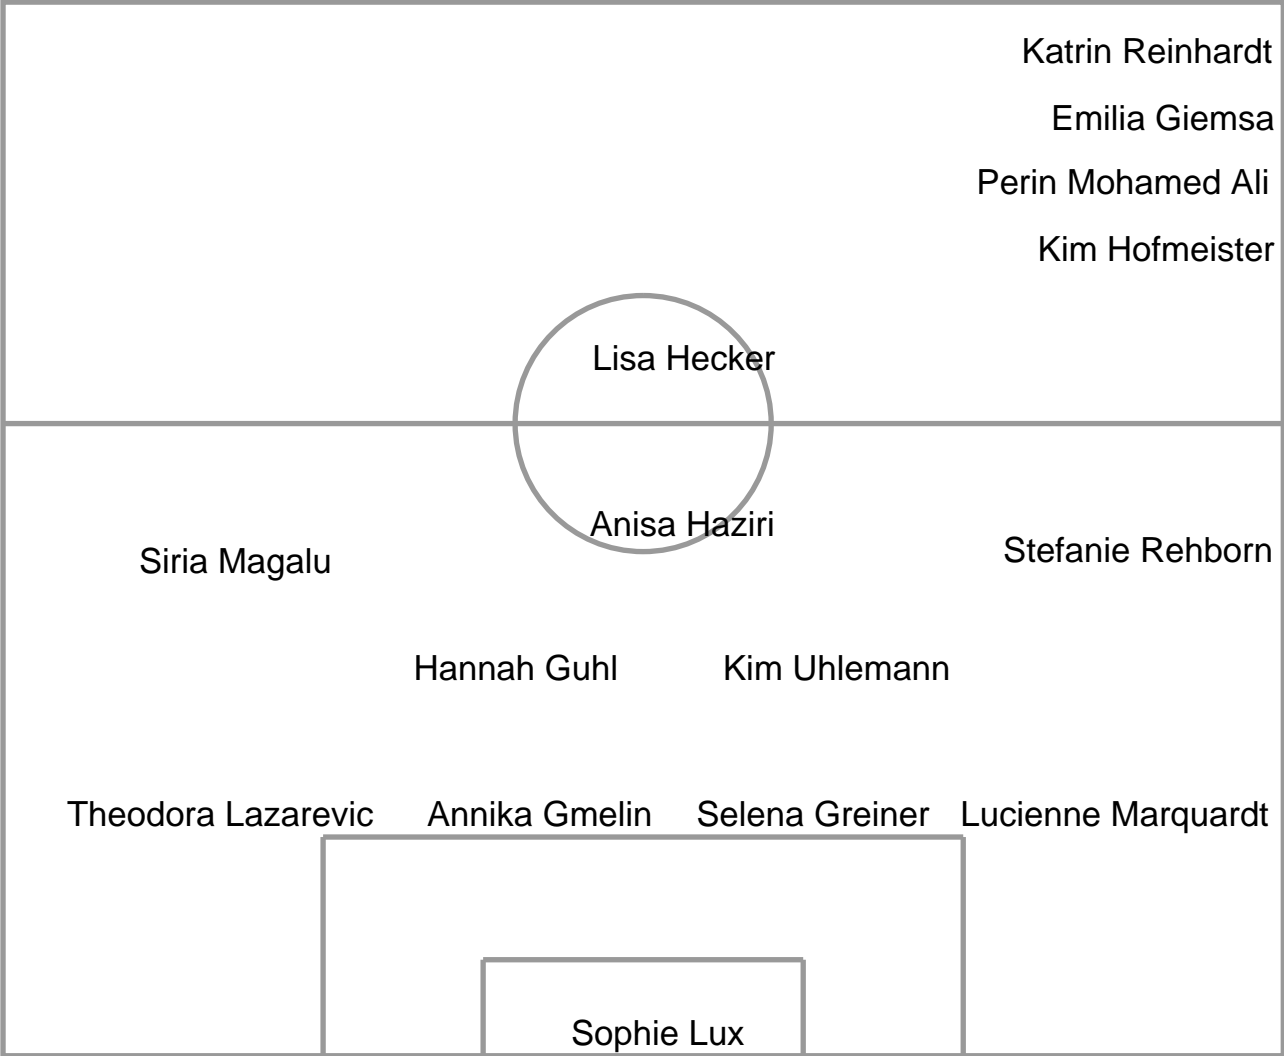 Katrin Reinhardt
Emilia Giemsa
Perin Mohamed Ali
Kim Hofmeister
Lisa Hecker
Anisa Haziri
Siria Magalu
Stefanie Rehborn
Hannah Guhl
Kim Uhlemann
Theodora Lazarevic
Annika Gmelin
Selena Greiner
Lucienne Marquardt
Sophie Lux